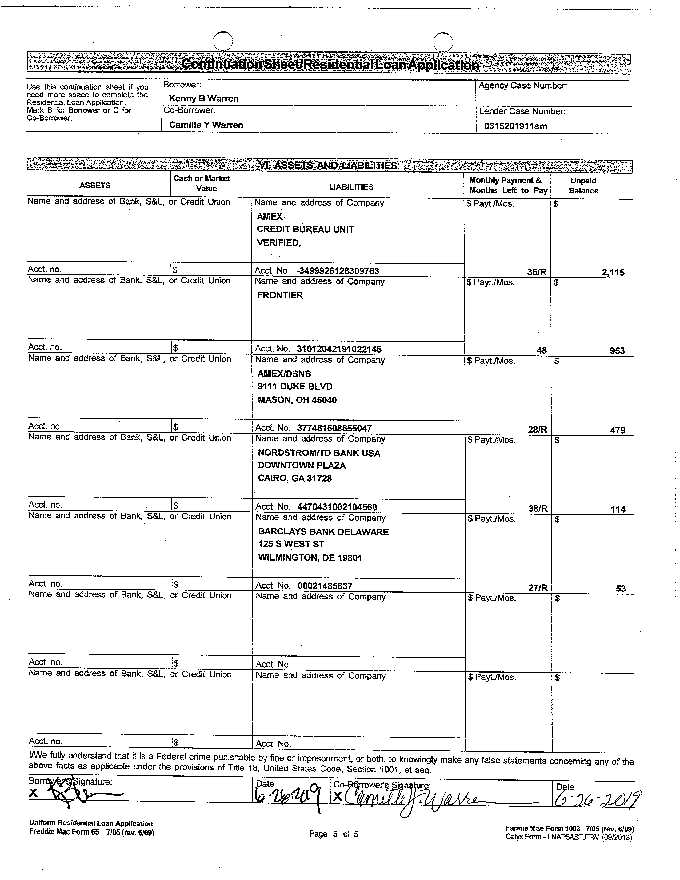 Continuation Sheet/Residential Loan Application
Use this continuation sheet if you need more space to complete the Residential Loan Application. Mark B for Borrower or C for Co-Borrower.
Borrower:
Kenny B Warren
Agency Case Number:
Co-Borrower:
Camille Y Warren
Lender Case Number:
0315201911am
VI. ASSETS AND LIABILITIES
ASSETS
Cash or Market Value
LIABILITIES
Monthly Payment & Months Left to Pay
Unpaid Balance
Name and address of Bank, S&L, or Credit Union
Name and address of Company
$ Payt./Mos.
$
AMEX
CREDIT BUREAU UNIT
VERIFIED,
Acct. no.
$
Acct. No. -3499926128309763
36/R
2,115
Name and address of Bank, S&L, or Credit Union
Name and address of Company
$ Payt./Mos.
$
FRONTIER
Acct. no.
$
Acct. No. 31012042191022146
48
953
Name and address of Bank, S&L, or Credit Union
Name and address of Company
$ Payt./Mos.
$
AMEX/DSNB
9111 DUKE BLVD
MASON, OH 45040
Acct. no.
$
Acct. No. 377481608655047
28/R
479
Name and address of Bank, S&L, or Credit Union
Name and address of Company
$ Payt./Mos.
$
NORDSTROM/TD BANK USA
DOWNTOWN PLAZA
CAIRO, GA 31728
Acct. no.
$
Acct. No. 4470431002104568
38/R
114
Name and address of Bank, S&L, or Credit Union
Name and address of Company
$ Payt./Mos.
$
BARCLAYS BANK DELAWARE
125 S WEST ST
WILMINGTON, DE 19801
Acct. no.
$
Acct. No. 00021485637
27/R
53
Name and address of Bank, S&L, or Credit Union
Name and address of Company
$ Payt./Mos.
$
Acct. no.
$
Acct. No.
Name and address of Bank, S&L, or Credit Union
Name and address of Company
$ Payt./Mos.
$
Acct. no.
$
Acct. No.
I/We fully understand that it is a Federal crime punishable by fine or imprisonment, or both, to knowingly make any false statements concerning any of the
above facts as applicable under the provisions of Title 18, United States Code, Section 1001, et seq.
Borrower's Signature:
X
Date
6-26-2019
Co-Borrower's Signature
X Camille Y. Warren
Date
6-26-2019
Uniform Residential Loan Application
Freddie Mac Form 65 7/05 (rev. 6/09)
Page 5 of 5
Fannie Mae Form 1003 7/05 (rev. 6/09)
Calyx Form -